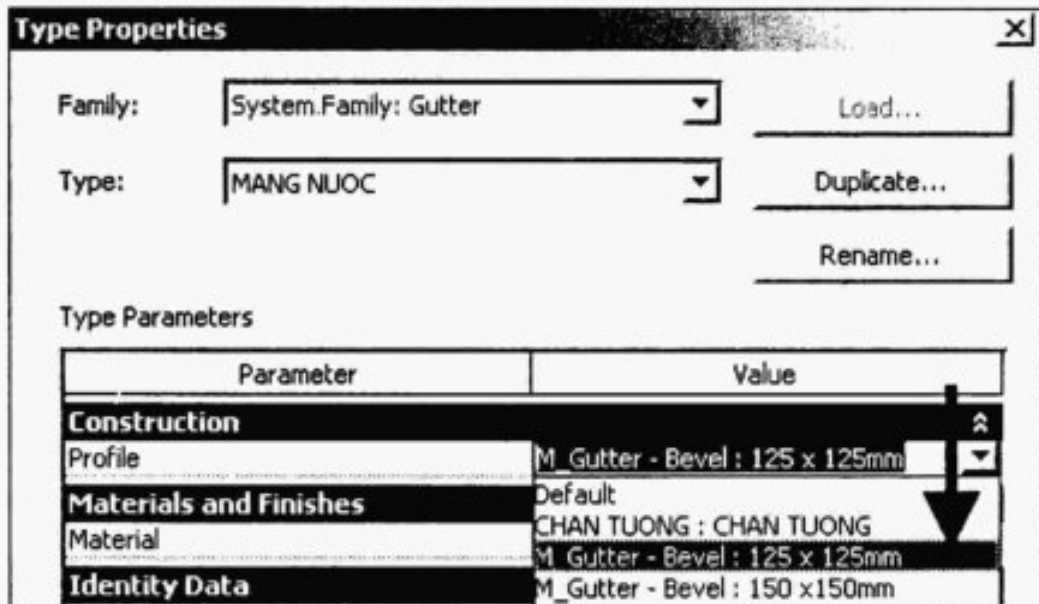 Type Properties
Family: System.Family: Gutter Load...
Type: MANG NUOC Duplicate...
Rename...
Type Parameters
Parameter Value
Construction
Profile M_Gutter - Bevel : 125 x 125mm
Default
Materials and Finishes
CHAN TUONG : CHAN TUONG
Material
M_Gutter - Bevel : 125 x 125mm
Identity Data M_Gutter - Bevel : 150 x150mm